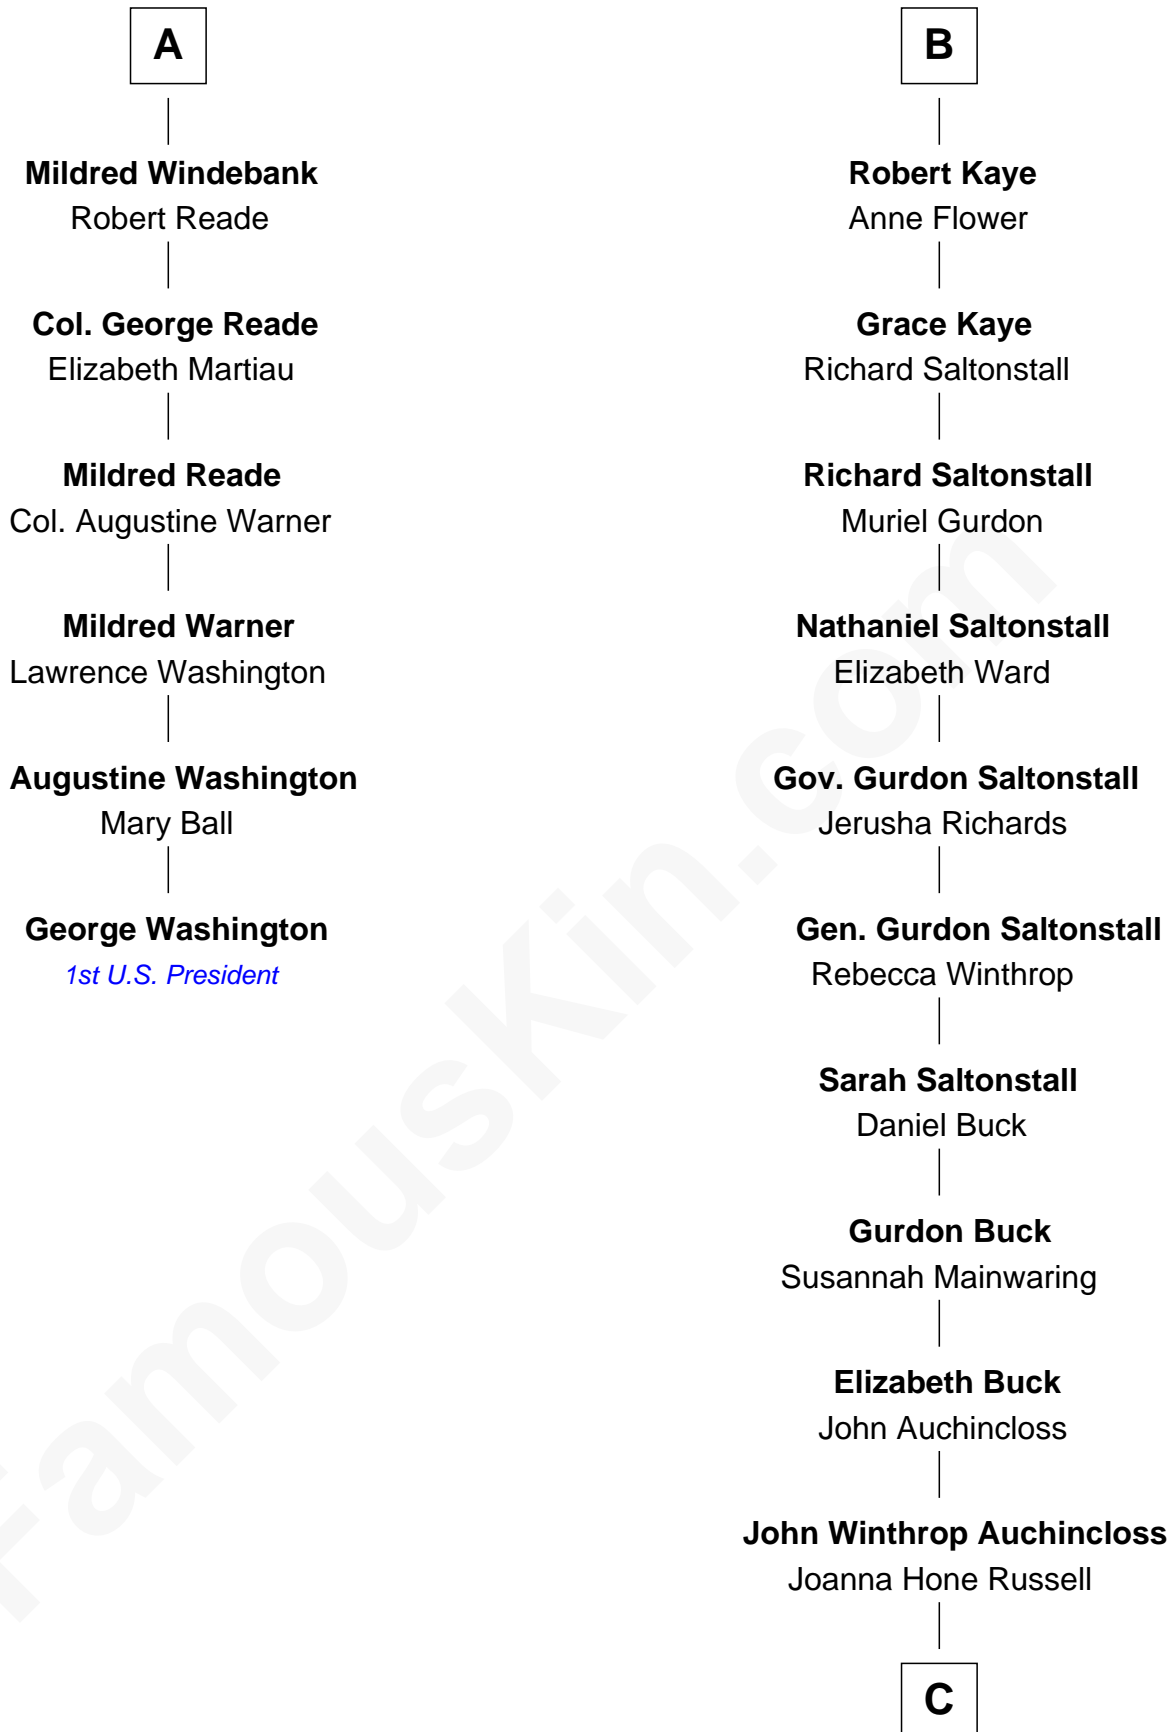 A
Mildred Windebank
Robert Reade
Col. George Reade
Elizabeth Martiau
Mildred Reade
Col. Augustine Warner
Mildred Warner
Lawrence Washington
Augustine Washington
Mary Ball
George Washington
1st U.S. President
B
Robert Kaye
Anne Flower
Grace Kaye
Richard Saltonstall
Richard Saltonstall
Muriel Gurdon
Nathaniel Saltonstall
Elizabeth Ward
Gov. Gurdon Saltonstall
Jerusha Richards
Gen. Gurdon Saltonstall
Rebecca Winthrop
Sarah Saltonstall
Daniel Buck
Gurdon Buck
Susannah Mainwaring
Elizabeth Buck
John Auchincloss
John Winthrop Auchincloss
Joanna Hone Russell
C
FamousKin.com